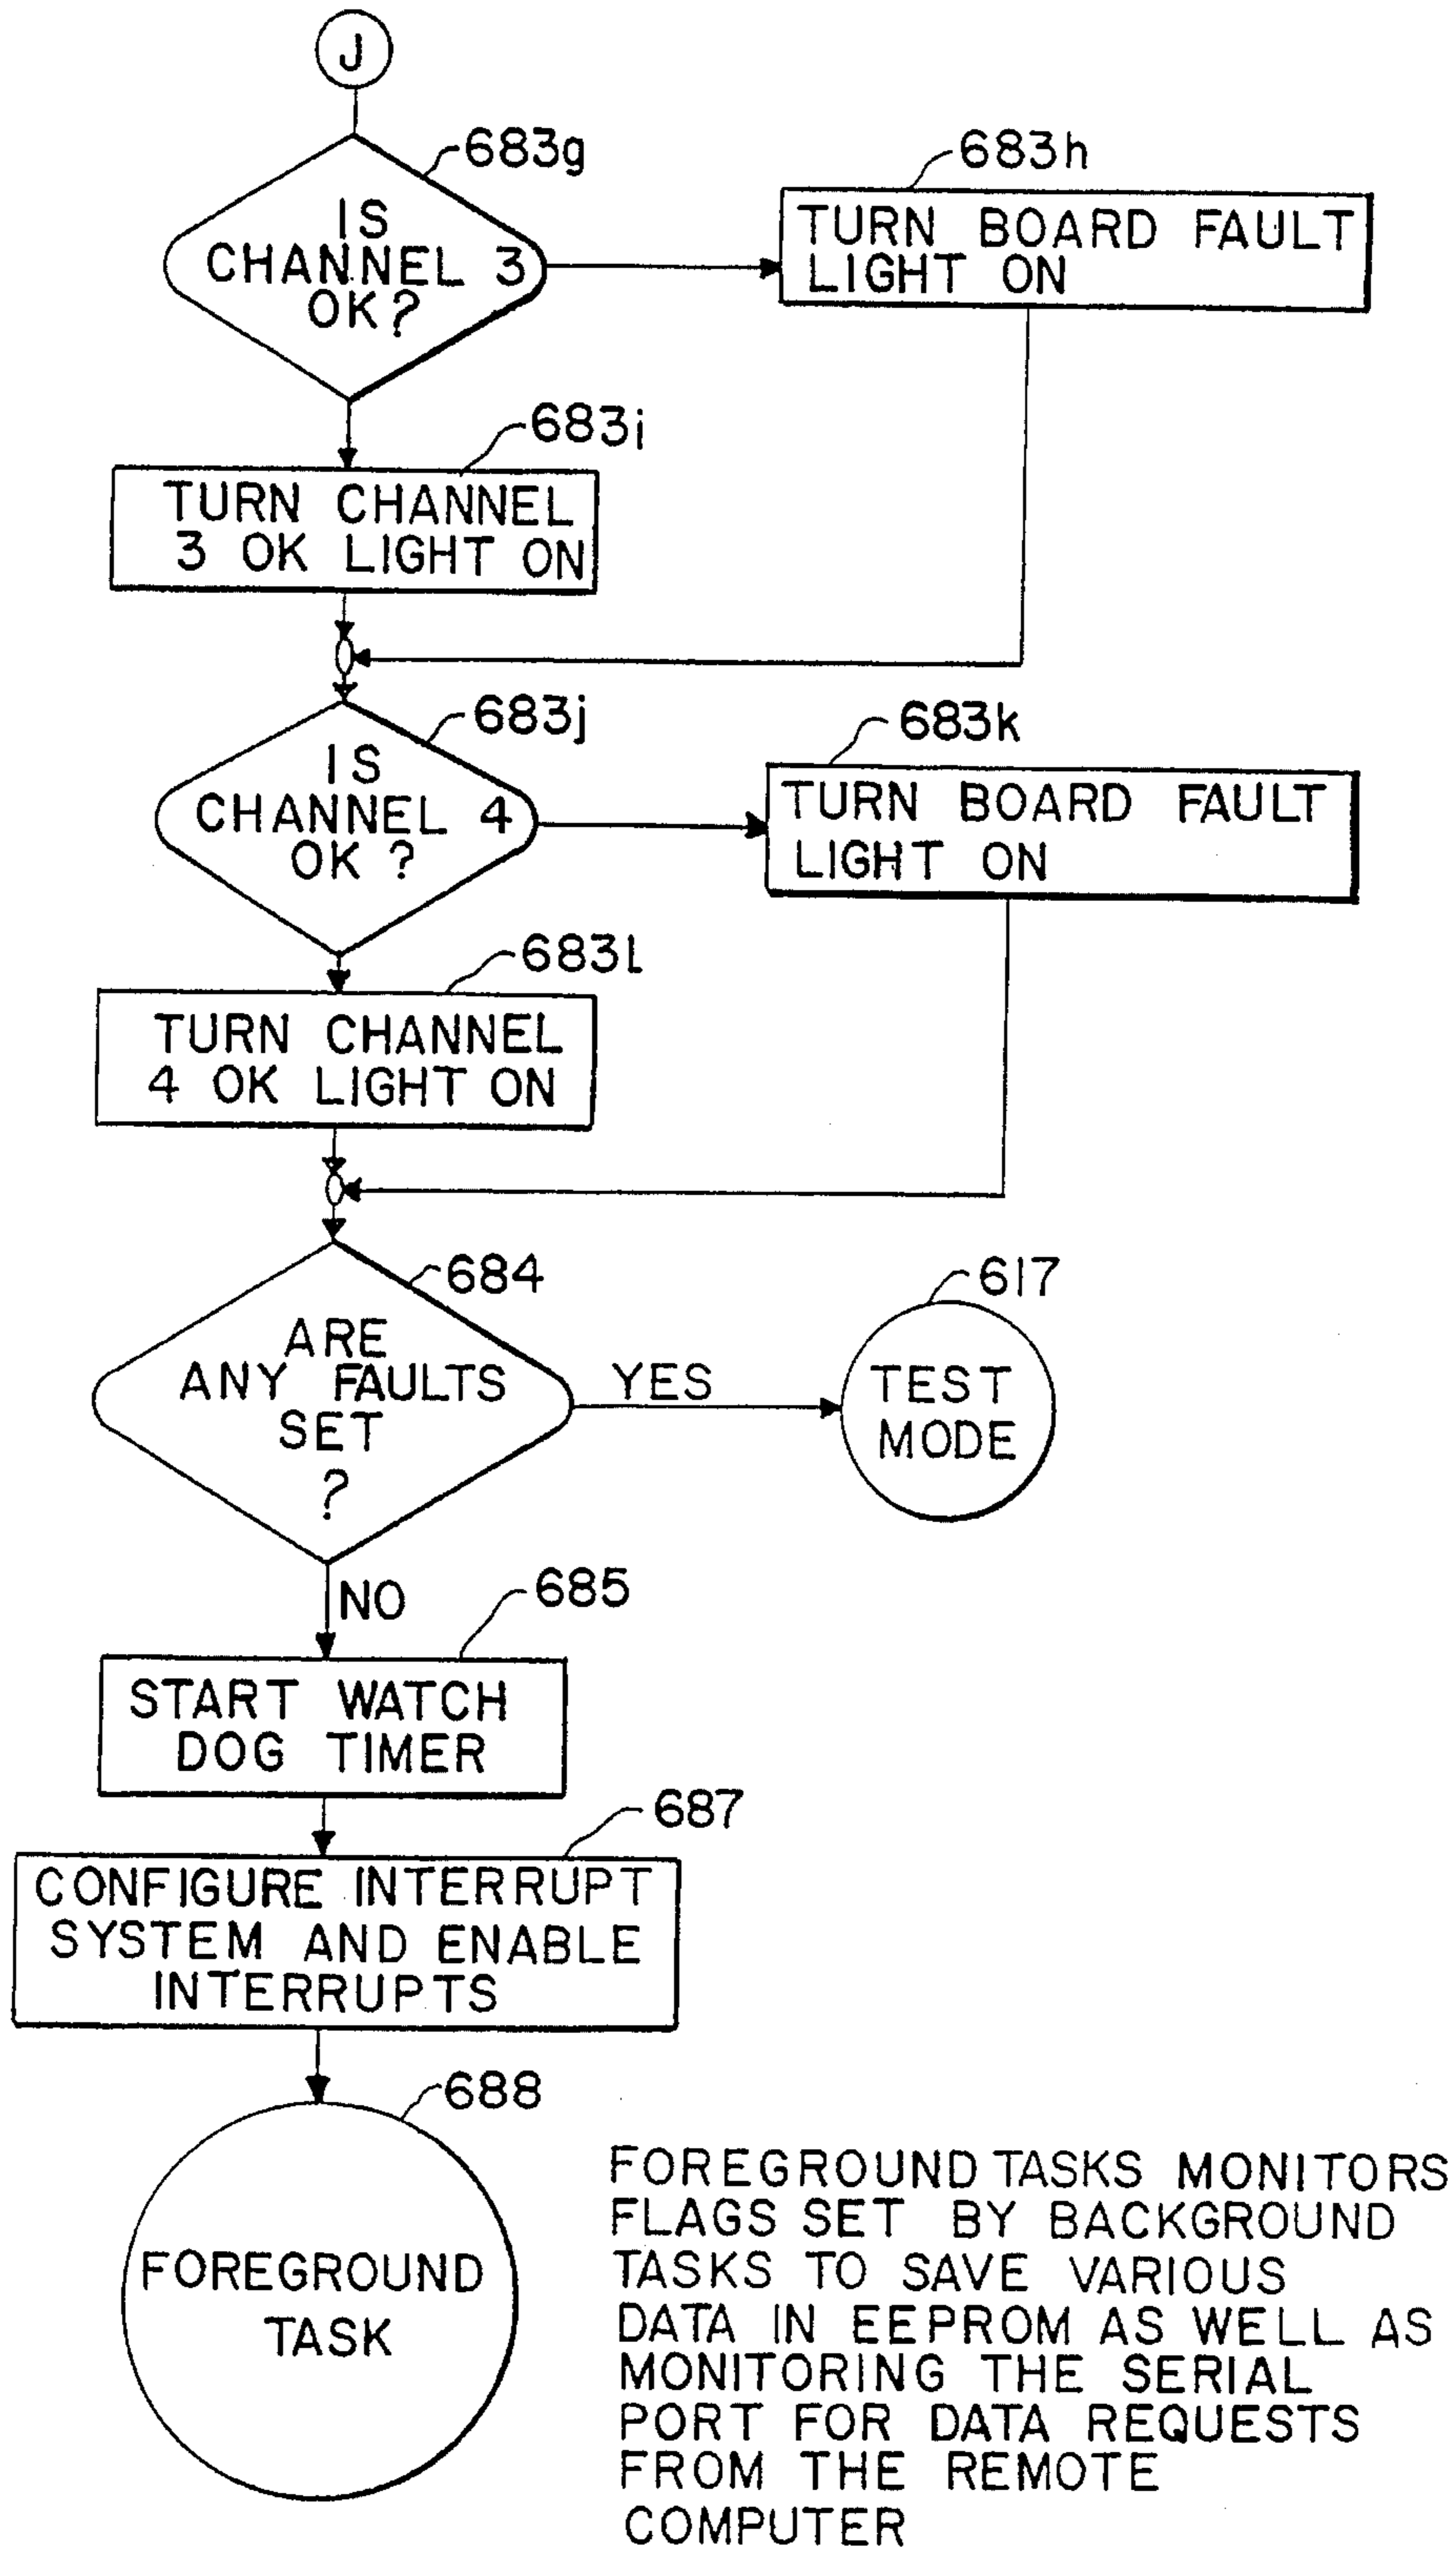 J
683g
IS
CHANNEL 3
OK?
683h
TURN BOARD FAULT
LIGHT ON
683i
TURN CHANNEL
3 OK LIGHT ON
683j
IS
CHANNEL 4
OK ?
683k
TURN BOARD FAULT
LIGHT ON
683l
TURN CHANNEL
4 OK LIGHT ON
684
ARE
ANY FAULTS
SET
?
YES
617
TEST
MODE
NO
685
START WATCH
DOG TIMER
687
CONFIGURE INTERRUPT
SYSTEM AND ENABLE
INTERRUPTS
688
FOREGROUND
TASK
FOREGROUND TASKS MONITORS
FLAGS SET BY BACKGROUND
TASKS TO SAVE VARIOUS
DATA IN EEPROM AS WELL AS
MONITORING THE SERIAL
PORT FOR DATA REQUESTS
FROM THE REMOTE
COMPUTER